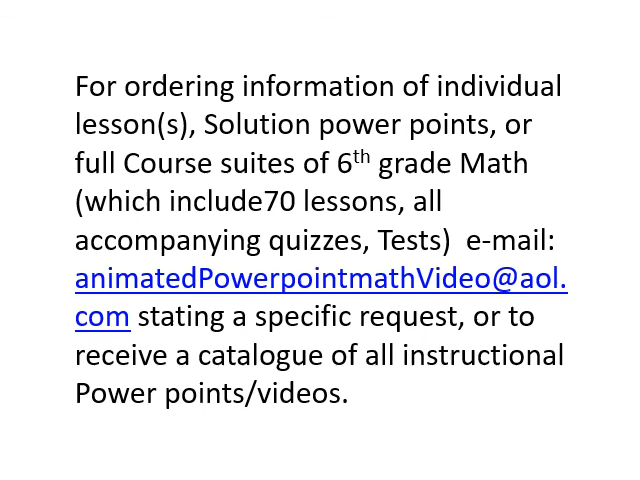 For ordering information of individual
lesson(s), Solution power points, or
full Course suites of 6th grade Math
(which include70 lessons, all
accompanying quizzes, Tests)  e-mail:
animatedPowerpointmathVideo@aol.
com stating a specific request, or to
receive a catalogue of all instructional
Power points/videos.